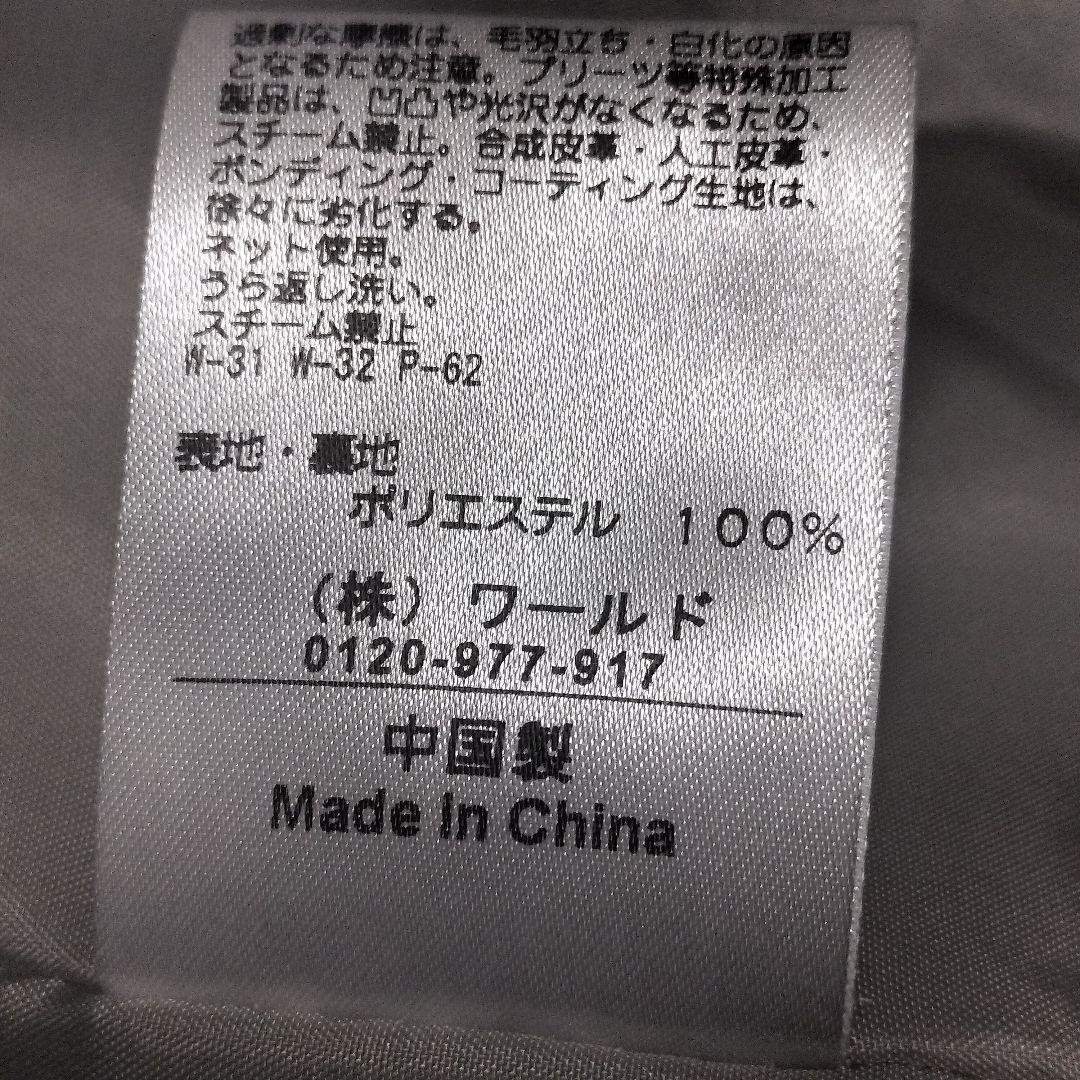 過剰な摩擦は、毛羽立ち・白化の原因
となるため注意。プリーツ等特殊加工
製品は、凹凸や光沢がなくなるため、
スチーム禁止。合成皮革・人工皮革・
ボンディング・コーティング生地は、
徐々に劣化する。
ネット使用。
うら返し洗い。
スチーム禁止
W-31 W-32 P-62
表地・裏地
ポリエステル 100%
(株)ワールド
0120-977-917
中国製
Made In China